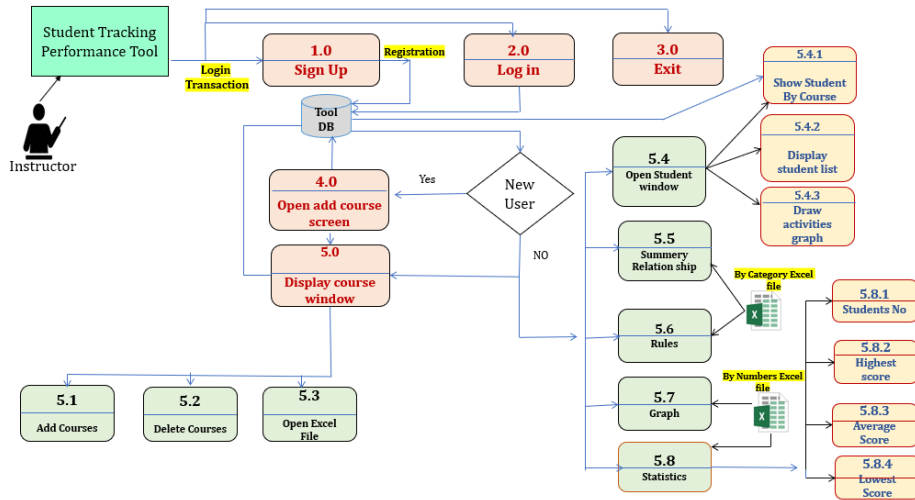 Student Tracking
Performance Tool
Instructor
Login
Transaction
1.0
Sign Up
Registration
2.0
Log in
3.0
Exit
Tool
DB
4.0
Open add course
screen
Yes
New
User
NO
5.0
Display course
window
5.1
Add Courses
5.2
Delete Courses
5.3
Open Excel
File
5.4
Open Student
window
5.4.1
Show Student
By Course
5.4.2
Display
student list
5.4.3
Draw
activities
graph
5.5
Summery
Relation ship
By Category Excel
file
5.6
Rules
5.7
Graph
By Numbers Excel
file
5.8
Statistics
5.8.1
Students No
5.8.2
Highest
score
5.8.3
Average
Score
5.8.4
Lowest
Score
X
X